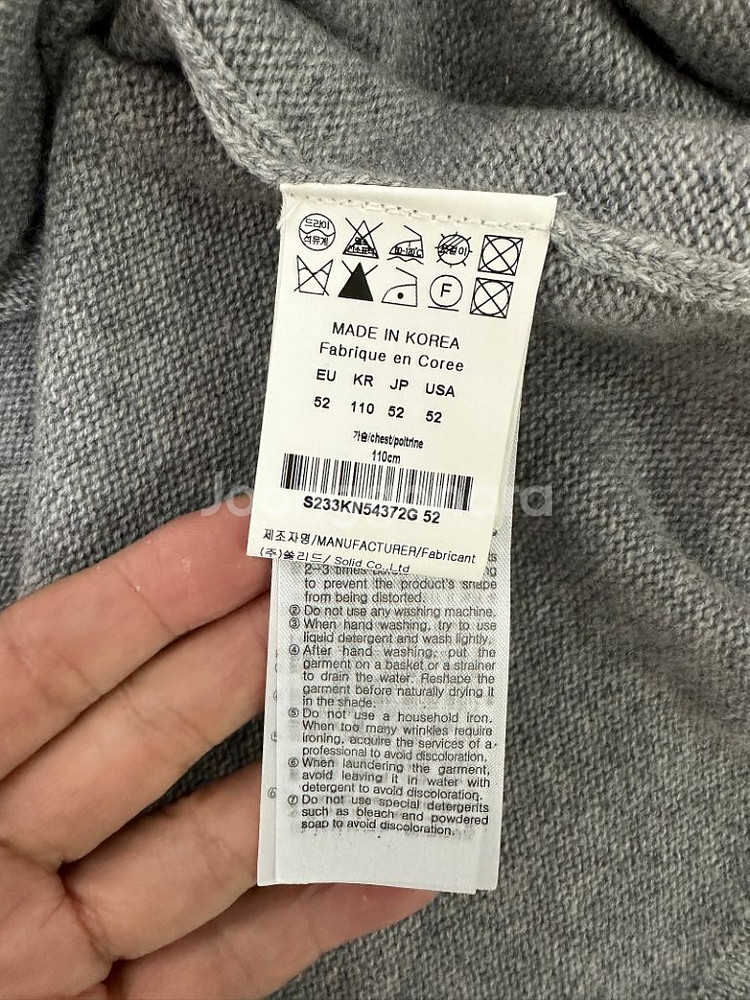 드라이
석유계
80~120℃
F
MADE IN KOREA
Fabrique en Coree
EU KR JP USA
52 110 52 52
가슴/chest/poitrine
110cm
S233KN54372G 52
제조자명/MANUFACTURER/Fabricant
(주)쏠리드/ Solid Co.,Ltd
2~3 times
to prevent the product's shape
from being distorted.
② Do not use any washing machine.
③ When hand washing, try to use
liquid detergent and wash lightly.
④ After hand washing, put the
garment on a basket or a strainer
to drain the water. Reshape the
garment before naturally drying it
in the shade.
⑤ Do not use a household iron.
When too many wrinkles require
ironing, acquire the services of a
professional to avoid discoloration.
⑥ When laundering the garment,
avoid leaving it in water with
detergent to avoid discoloration.
⑦ Do not use special detergents
such as bleach and powdered
soap to avoid discoloration.